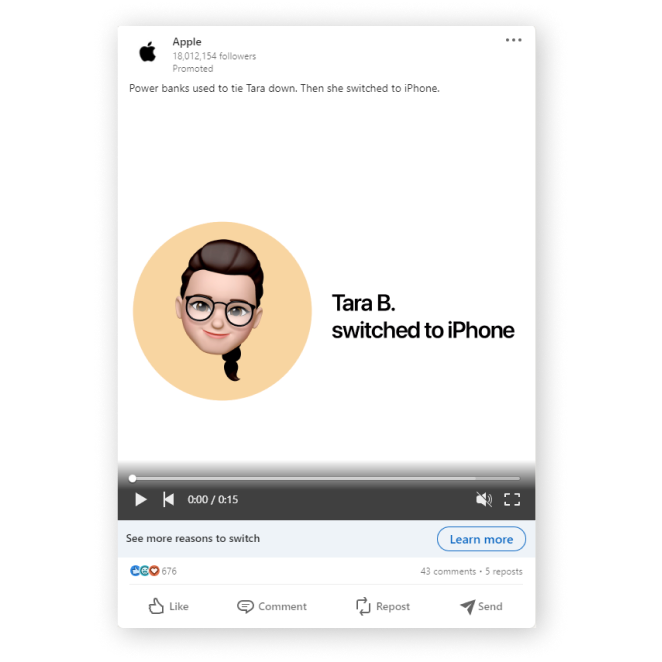 Apple
18,012,154 followers
Promoted
Power banks used to tie Tara down. Then she switched to iPhone.
Tara B.
switched to iPhone
0:00 / 0:15
See more reasons to switch
Learn more
676
43 comments • 5 reposts
Like
Comment
Repost
Send